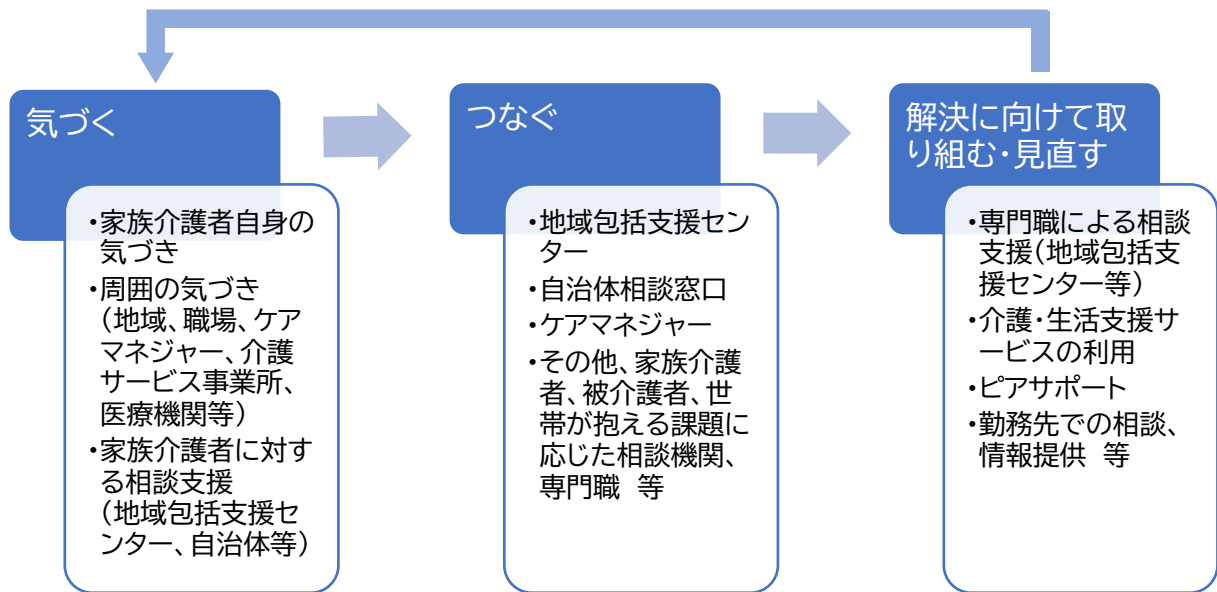 気づく
・家族介護者自身の
気づき
・周囲の気づき
(地域、職場、ケア
マネジャー、介護
サービス事業所、
医療機関等)
・家族介護者に対す
る相談支援
(地域包括支援セ
ンター、自治体等)
つなぐ
・地域包括支援セン
ター
・自治体相談窓口
・ケアマネジャー
・その他、家族介護
者、被介護者、世
帯が抱える課題に
応じた相談機関、
専門職　等
解決に向けて取
り組む・見直す
・専門職による相談
支援(地域包括支
援センター等)
・介護・生活支援サ
ービスの利用
・ピアサポート
・勤務先での相談、
情報提供　等